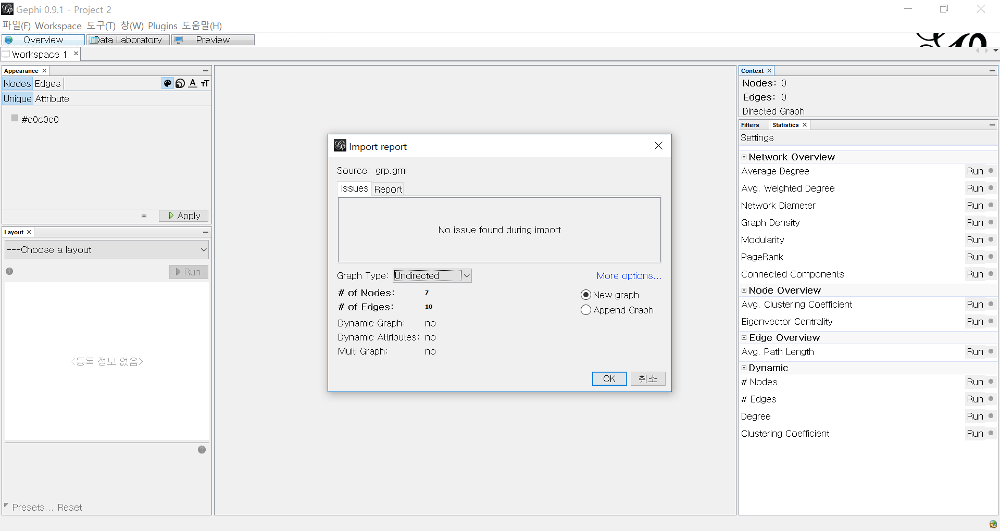 Gephi 0.9.1 - Project 2
파일(F) Workspace 도구(T) 창(W) Plugins 도움말(H)
Overview Data Laboratory Preview
Workspace 1
Appearance
Nodes Edges
Unique Attribute
#c0c0c0
Apply
Layout
---Choose a layout
Run
<등록 정보 없음>
Presets... Reset
Import report
Source: grp.gml
Issues Report
No issue found during import
Graph Type: Undirected More options...
# of Nodes: 7
# of Edges: 10
New graph
Append Graph
Dynamic Graph: no
Dynamic Attributes: no
Multi Graph: no
OK 취소
Context
Nodes: 0
Edges: 0
Directed Graph
Filters Statistics
Settings
Network Overview
Average Degree Run
Avg. Weighted Degree Run
Network Diameter Run
Graph Density Run
Modularity Run
PageRank Run
Connected Components Run
Node Overview
Avg. Clustering Coefficient Run
Eigenvector Centrality Run
Edge Overview
Avg. Path Length Run
Dynamic
# Nodes Run
# Edges Run
Degree Run
Clustering Coefficient Run